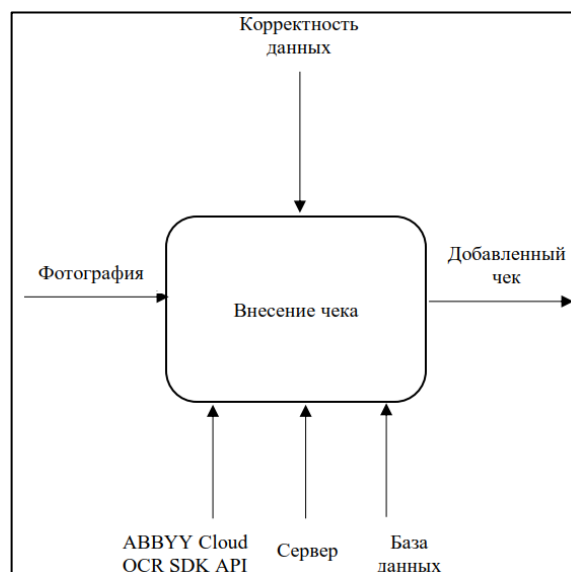 Корректность
данных
Фотография
Внесение чека
Добавленный
чек
ABBYY Cloud
OCR SDK API
Сервер
База
данных